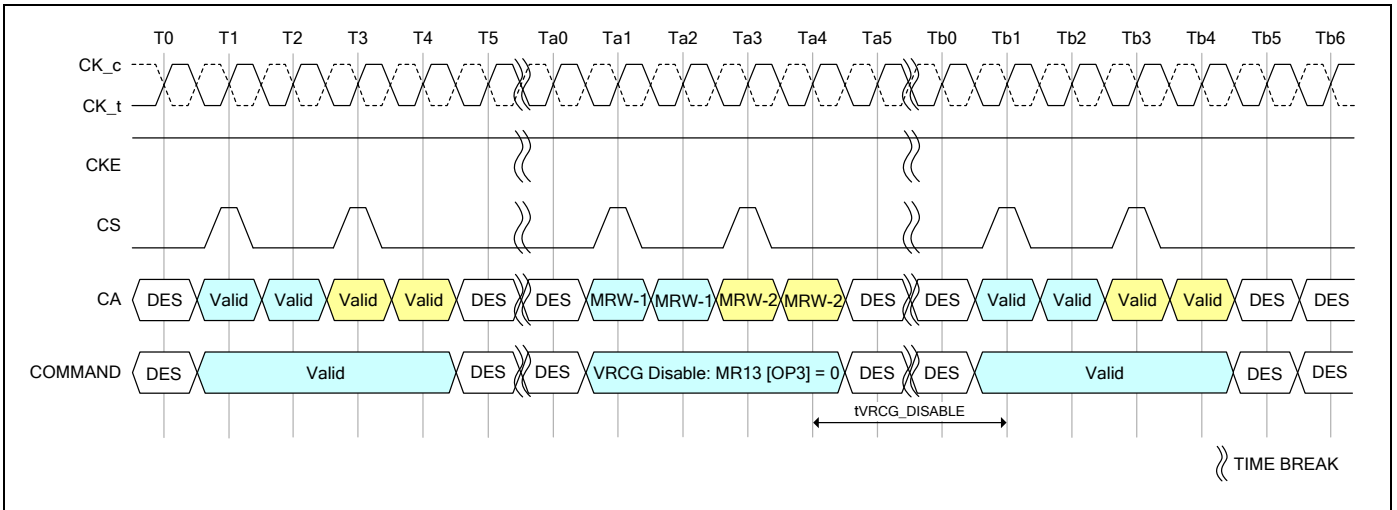 T0 T1 T2 T3 T4 T5 Ta0 Ta1 Ta2 Ta3 Ta4 Ta5 Tb0 Tb1 Tb2 Tb3 Tb4 Tb5 Tb6
CK_c
CK_t
CKE
CS
CA DES Valid Valid Valid Valid DES DES MRW-1 MRW-1 MRW-2 MRW-2 DES DES Valid Valid Valid Valid DES DES
COMMAND DES Valid DES DES VRCG Disable: MR13 [OP3] = 0 DES DES Valid DES DES
tVRCG_DISABLE
TIME BREAK